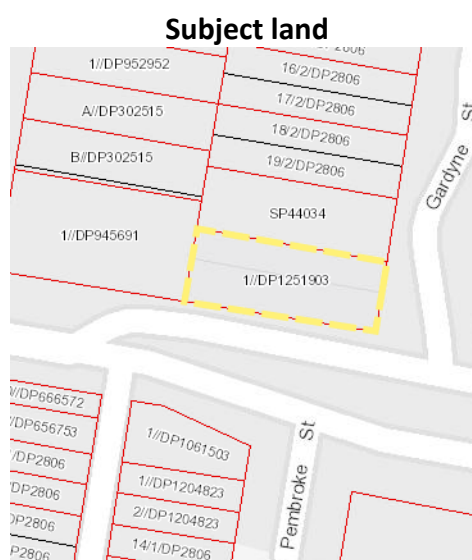 Subject land
1//DP952952
16/2/DP2806
A//DP302515
17/2/DP2806
18/2/DP2806
B//DP302515
19/2/DP2806
Gardyne St
SP44034
1//DP945691
1//DP1251903
//DP666572
/DP656753
/DP2806
DP2806
DP2806
DP2806
1//DP1061503
1//DP1204823
2//DP1204823
14/1/DP2806
Pembroke St